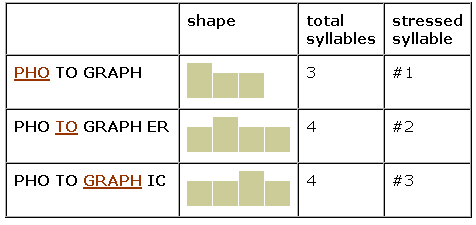 shape total syllables stressed syllable
PHO TO GRAPH 3 #1
PHO TO GRAPH ER 4 #2
PHO TO GRAPH IC 4 #3